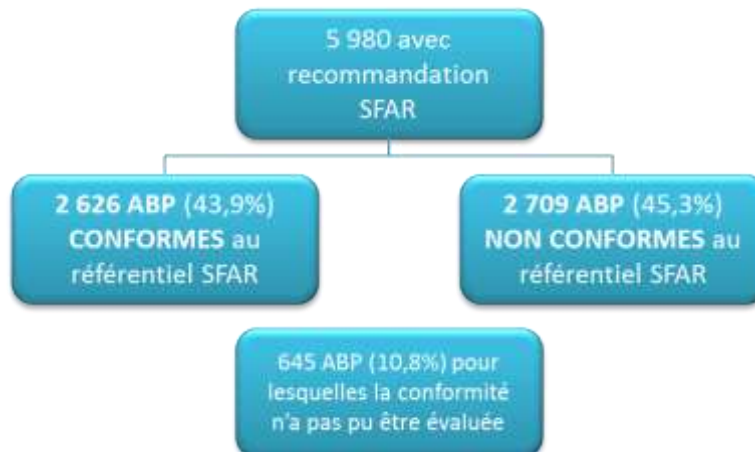 5 980 avec
recommandation
SFAR
2 626 ABP (43,9%)
CONFORMES au
référentiel SFAR
2 709 ABP (45,3%)
NON CONFORMES au
référentiel SFAR
645 ABP (10,8%) pour
lesquelles la conformité
n'a pas pu être évaluée